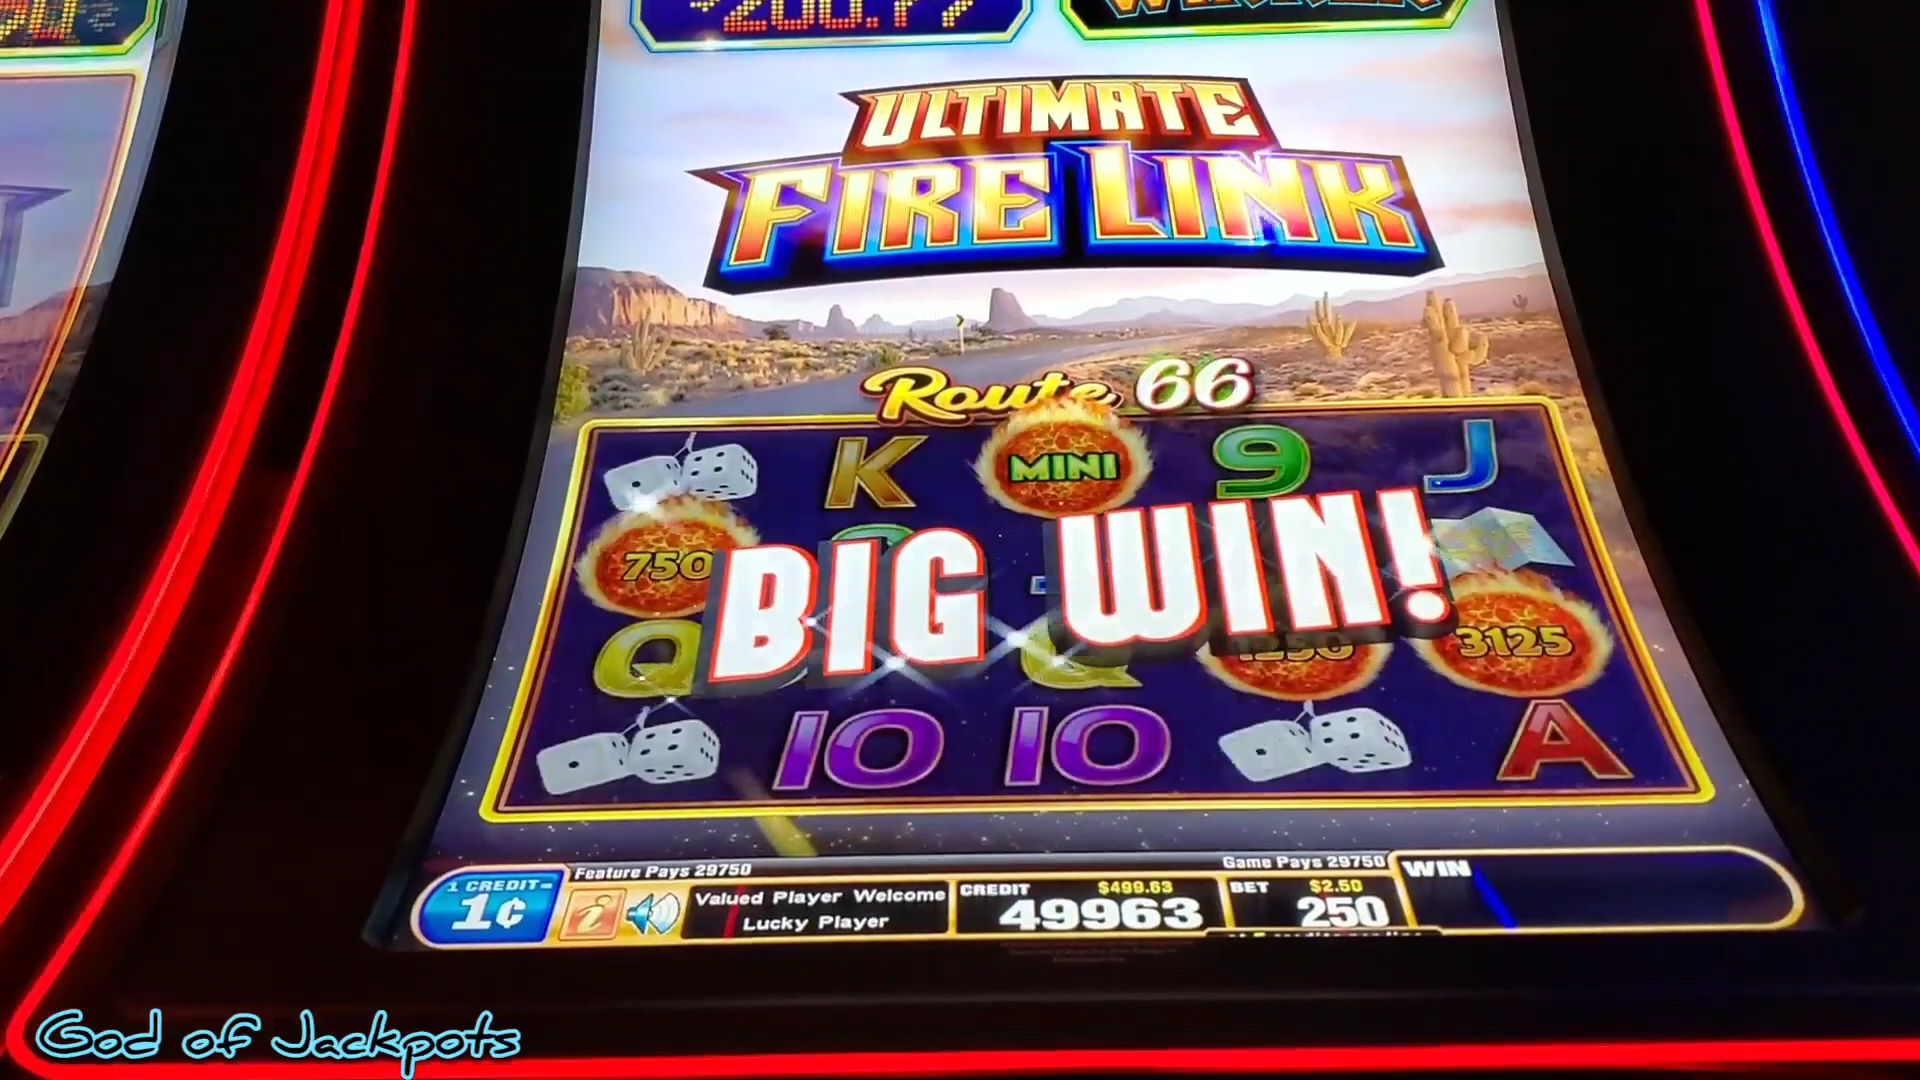 ULTIMATE
FIRE LINK
Route 66
K MINI 9 J
750
BIG WIN!
Q Q 1250 3125
10 10 A
Feature Pays 29750
Game Pays 29750
1 CREDIT=
1¢
Valued Player Welcome
Lucky Player
CREDIT $499.63
49963
BET $2.50
250
WIN
God of Jackpots